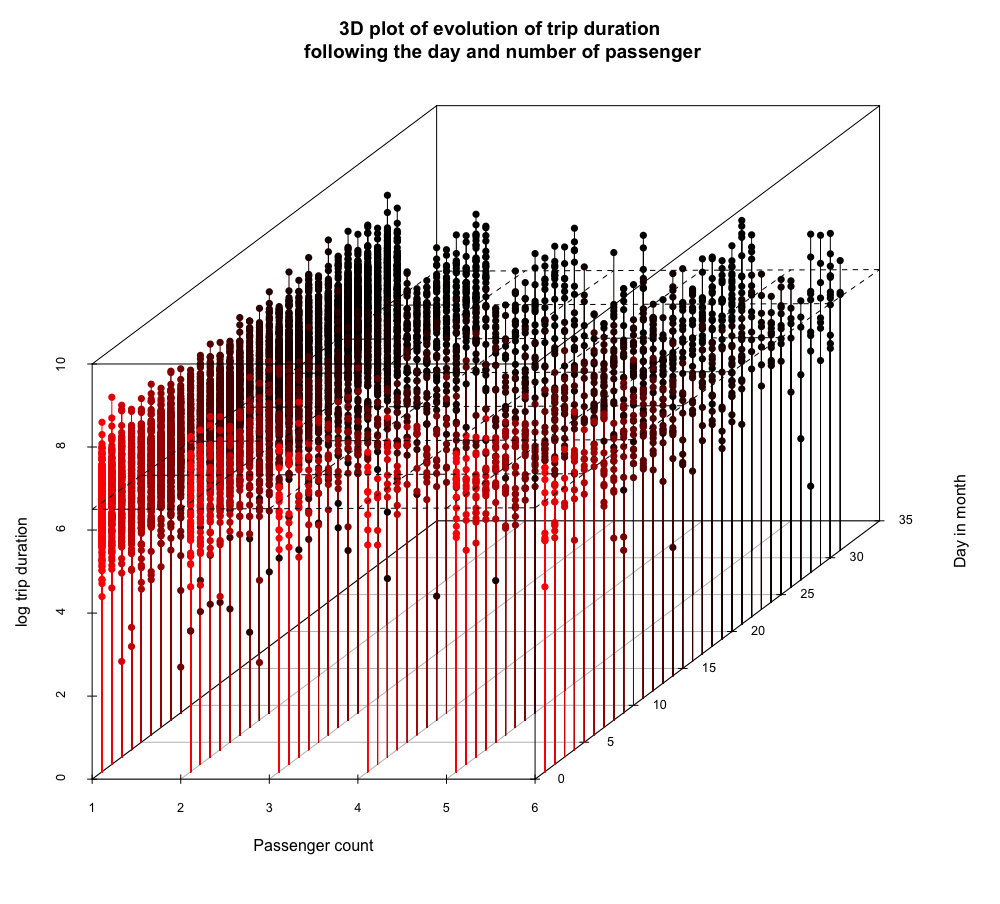 3D plot of evolution of trip duration
following the day and number of passenger
10
8
6
4
2
0
log trip duration
1 2 3 4 5 6
Passenger count
0
5
10
15
20
25
30
35
Day in month